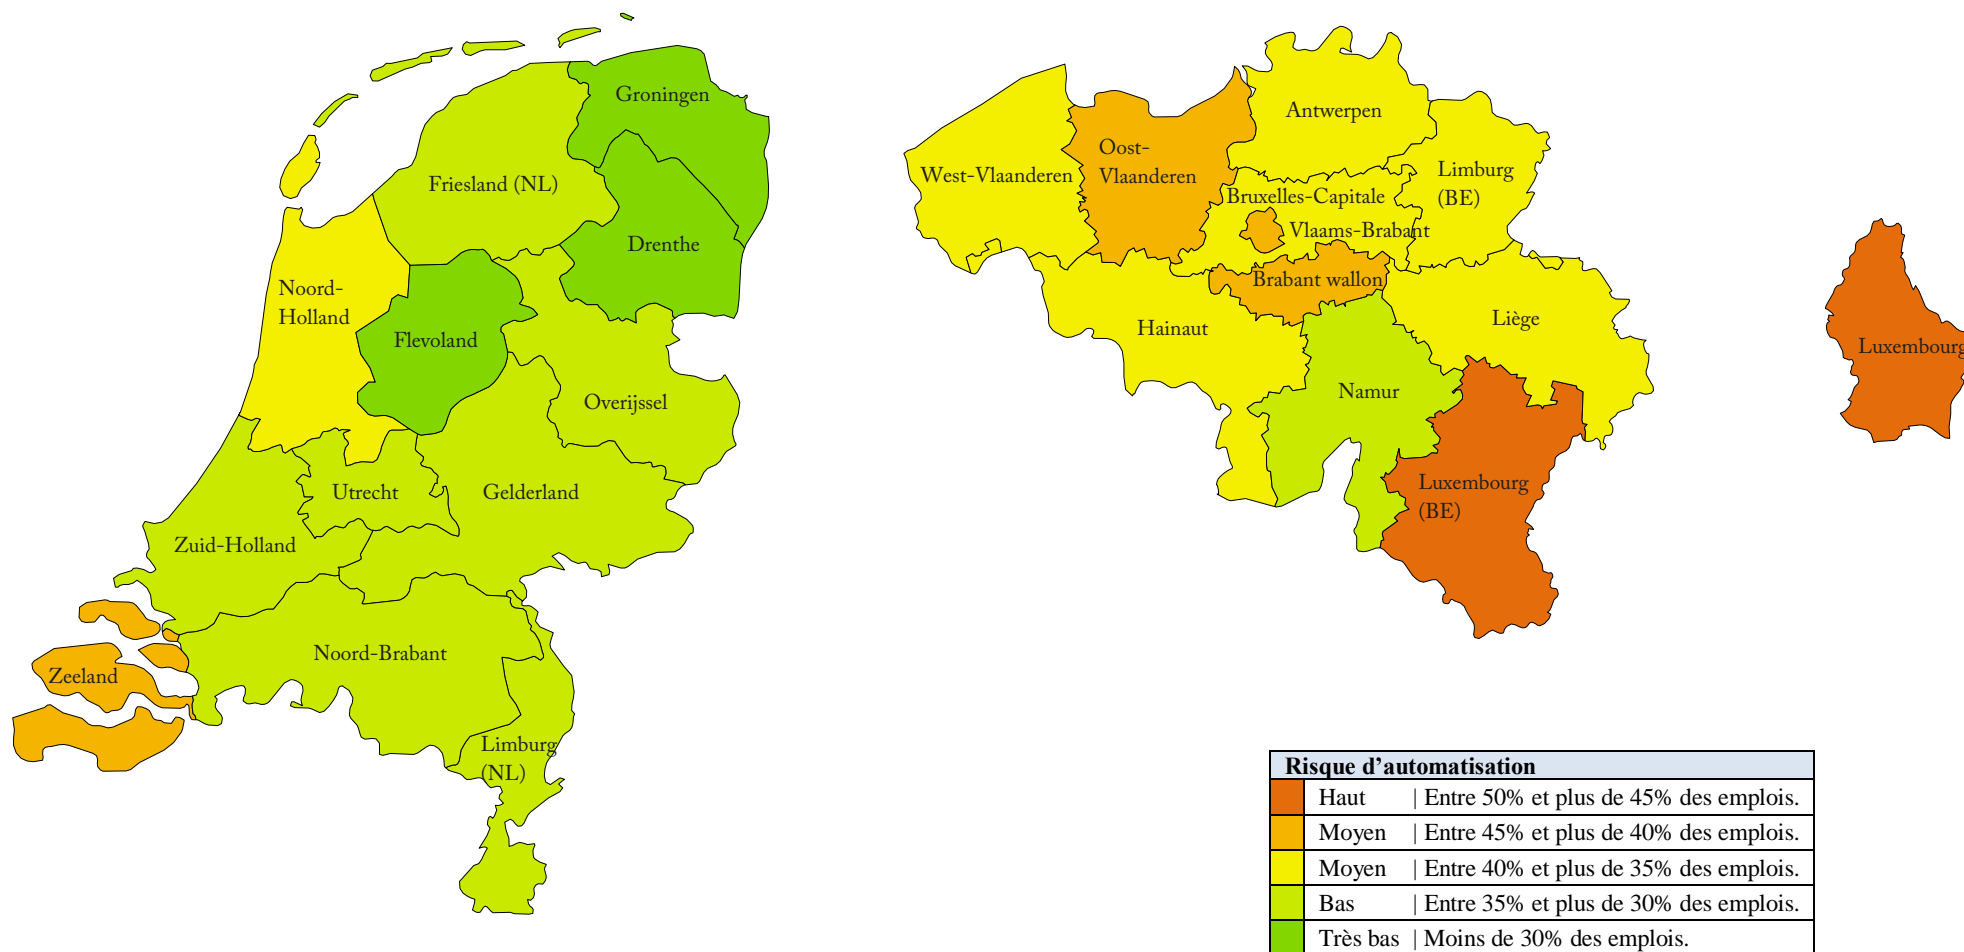 Groningen
Friesland (NL)
Drenthe
Noord-
Holland
Flevoland
Overijssel
Utrecht
Gelderland
Zuid-Holland
Noord-Brabant
Zeeland
Limburg
(NL)
Antwerpen
Oost-
Vlaanderen
West-Vlaanderen
Limburg
(BE)
Bruxelles-Capitale
Vlaams-Brabant
Brabant wallon
Hainaut
Liège
Namur
Luxembourg
(BE)
Luxembourg
Risque d’automatisation
Haut | Entre 50% et plus de 45% des emplois.
Moyen | Entre 45% et plus de 40% des emplois.
Moyen | Entre 40% et plus de 35% des emplois.
Bas | Entre 35% et plus de 30% des emplois.
Très bas | Moins de 30% des emplois.